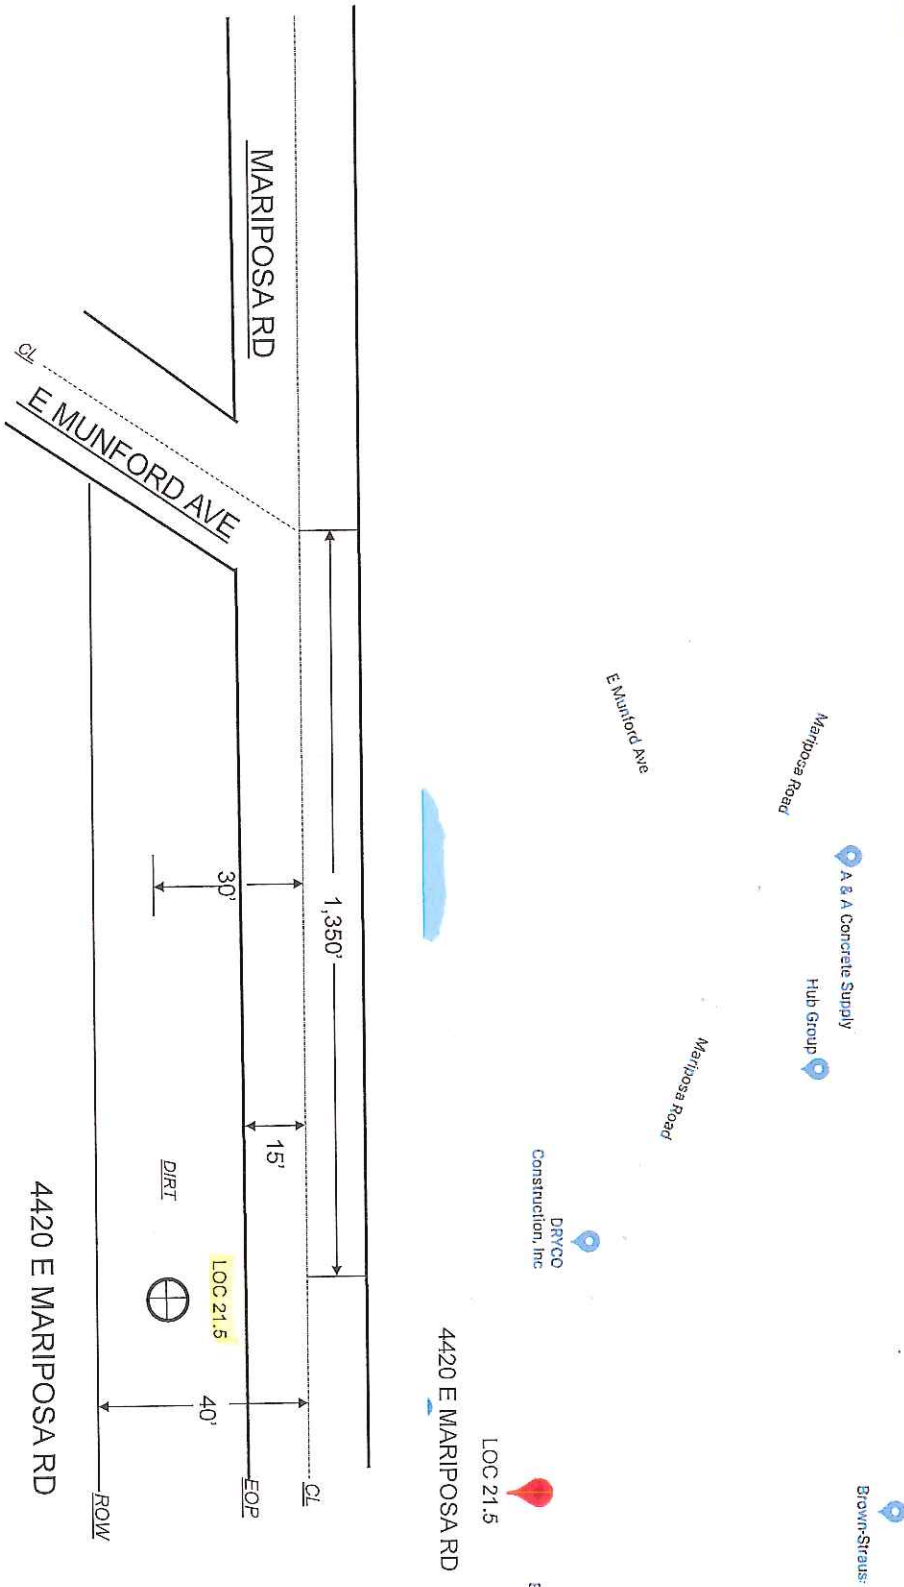 Brown-Straus
A & A Concrete Supply
Hub Group
Mariposa Road
Mariposa Road
E Munford Ave
DRYCO
Construction, Inc
LOC 21.5
4420 E MARIPOSA RD
MARIPOSA RD
1,350'
CL
E MUNFORD AVE
30'
15'
40'
LOC 21.5
DIRT
CL
EOP
ROW
4420 E MARIPOSA RD